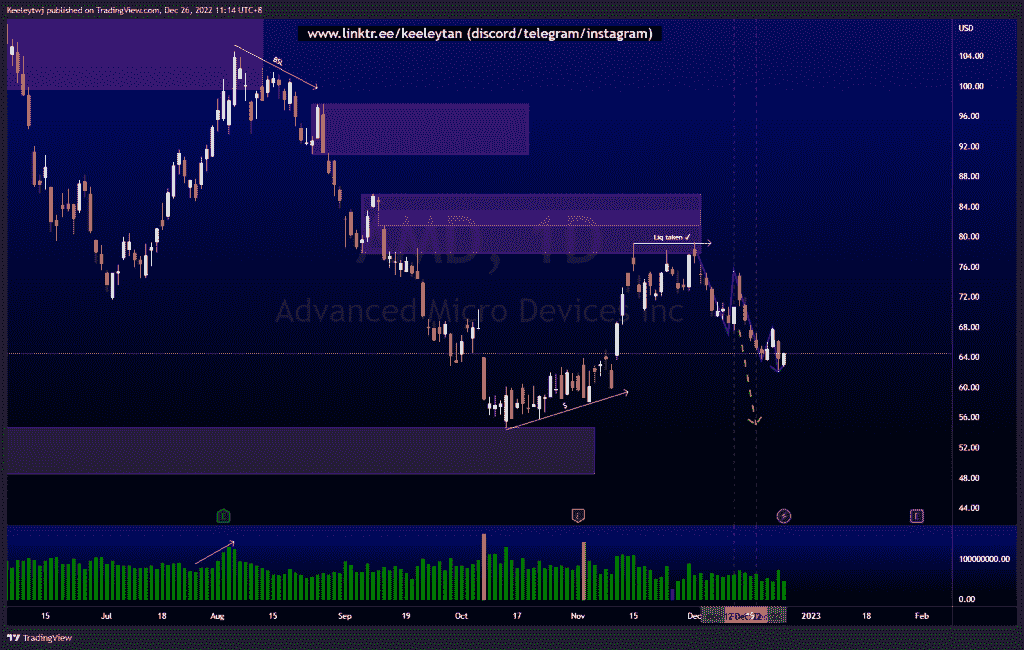 Keeleytwj published on TradingView.com, Dec 26, 2022 11:14 UTC+8
www.linktr.ee/keeleytan (discord/telegram/instagram)
USD
104.00
100.00
96.00
92.00
88.00
84.00
80.00
76.00
72.00
68.00
64.00
60.00
56.00
52.00
48.00
44.00
Liq taken ✓
AMD, 1D
Advanced Micro Devices Inc
$
E
E
100000000.00
0.00
15 Jul 18 Aug 15 Sep 19 Oct 17 Nov 15 Dec 2023 18 Feb
TradingView